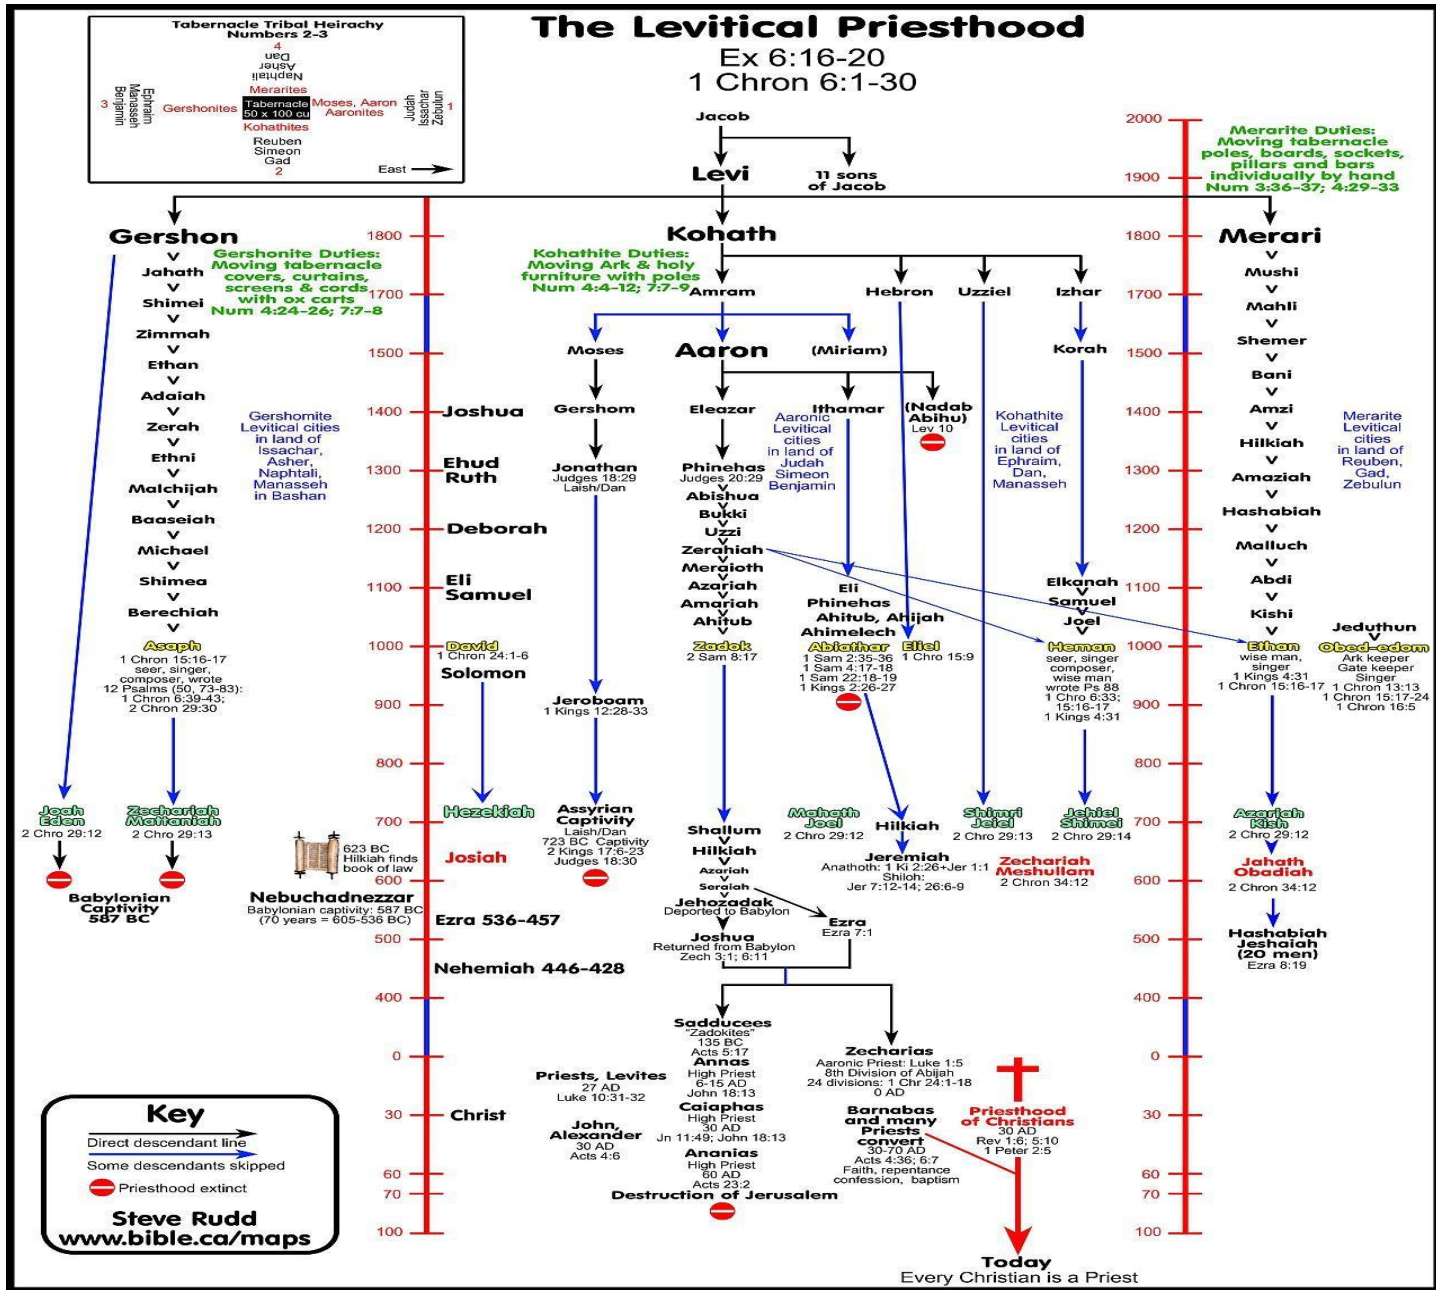 The Levitical Priesthood
Ex 6:16-20
1 Chron 6:1-30
Tabernacle Tribal Heirachy
Numbers 2-3
4
Dan
Asher
Naphtali
Merarites
3
Ephraim
Manasseh
Benjamin
Gershonites
Tabernacle
50 x 100 cu
Moses, Aaron
Aaronites
Judah
Issachar
Zebulun
1
Kohathites
Reuben
Simeon
Gad
2
East
Jacob
Levi
11 sons
of Jacob
Merarite Duties:
Moving tabernacle
poles, boards, sockets,
pillars and bars
individually by hand
Num 3:36-37; 4:29-33
Gershon
Kohath
Merari
Gershonite Duties:
Moving tabernacle
covers, curtains,
screens & cords
with ox carts
Num 4:24-26; 7:7-8
Kohathite Duties:
Moving Ark & holy
furniture with poles
Num 4:4-12; 7:7-9
Jahath
Shimei
Zimmah
Ethan
Adaiah
Zerah
Ethni
Malchijah
Baaseiah
Michael
Shimea
Berechiah
Asaph
1 Chron 15:16-17
seer, singer,
composer, wrote
12 Psalms (50, 73-83):
1 Chron 6:39-43;
2 Chron 29:30
Gershomite
Levitical cities
in land of
Issachar,
Asher,
Naphtali,
Manasseh
in Bashan
Joah
Eden
2 Chro 29:12
Zechariah
Mattaniah
2 Chro 29:13
Babylonian
Captivity
587 BC
623 BC
Hilkiah finds
book of law
Nebuchadnezzar
Babylonian captivity: 587 BC
(70 years = 605-536 BC)
1800
1700
1500
1400
1300
1200
1100
1000
900
800
700
600
500
400
0
30
60
70
100
Joshua
Ehud
Ruth
Deborah
Eli
Samuel
David
1 Chron 24:1-6
Solomon
Hezekiah
Josiah
Ezra 536-457
Nehemiah 446-428
Christ
Amram
Hebron
Uzziel
Izhar
Moses
Aaron
(Miriam)
Korah
Gershom
Eleazar
Ithamar
(Nadab
Abihu)
Lev 10
Jonathan
Judges 18:29
Laish/Dan
Jeroboam
1 Kings 12:28-33
Assyrian
Captivity
Laish/Dan
723 BC Captivity
2 Kings 17:6-23
Judges 18:30
Phinehas
Judges 20:29
Abishua
Bukki
Uzzi
Zerahiah
Meraioth
Azariah
Amariah
Ahitub
Zadok
2 Sam 8:17
Shallum
Hilkiah
Azariah
Seraiah
Jehozadak
Deported to Babylon
Joshua
Returned from Babylon
Zech 3:1; 6:11
Ezra
Ezra 7:1
Aaronic
Levitical
cities
in land of
Judah
Simeon
Benjamin
Eli
Phinehas
Ahitub, Ahijah
Ahimelech
Abiathar
1 Sam 2:35-36
1 Sam 4:17-18
1 Sam 22:18-19
1 Kings 2:26-27
Eliel
1 Chro 15:9
Mahath
Joel
2 Chro 29:12
Hilkiah
Jeremiah
Anathoth: 1 Ki 2:26+Jer 1:1
Shiloh:
Jer 7:12-14; 26:6-9
Kohathite
Levitical
cities
in land of
Ephraim,
Dan,
Manasseh
Elkanah
Samuel
Joel
Heman
seer, singer
composer,
wise man
wrote Ps 88
1 Chro 6:33;
15:16-17
1 Kings 4:31
Shimri
Jeiel
2 Chro 29:13
Jehiel
Shimei
2 Chro 29:14
Zechariah
Meshullam
2 Chron 34:12
2000
1900
1800
1700
1500
1400
1300
1200
1100
1000
900
800
700
600
500
400
0
30
60
70
100
Mushi
Mahli
Shemer
Bani
Amzi
Hilkiah
Amaziah
Hashabiah
Malluch
Abdi
Kishi
Ethan
wise man,
singer
1 Kings 4:31
1 Chron 15:16-17
Merarite
Levitical
cities
in land of
Reuben,
Gad,
Zebulun
Jeduthun
Obed-edom
Ark keeper
Gate keeper
Singer
1 Chron 13:13
1 Chron 15:17-24
1 Chron 16:5
Azariah
Kish
2 Chro 29:12
Jahath
Obadiah
2 Chron 34:12
Hashabiah
Jeshaiah
(20 men)
Ezra 8:19
Sadducees
"Zadokites"
135 BC
Acts 5:17
Annas
High Priest
6-15 AD
John 18:13
Caiaphas
High Priest
30 AD
Jn 11:49; John 18:13
Ananias
High Priest
60 AD
Acts 23:2
Destruction of Jerusalem
Priests, Levites
27 AD
Luke 10:31-32
John,
Alexander
30 AD
Acts 4:6
Zecharias
Aaronic Priest: Luke 1:5
8th Division of Abijah
24 divisions: 1 Chr 24:1-18
0 AD
Barnabas
and many
Priests
convert
30-70 AD
Acts 4:36; 6:7
Faith, repentance
confession, baptism
Priesthood
of Christians
30 AD
Rev 1:6; 5:10
1 Peter 2:5
Today
Every Christian is a Priest
Key
Direct descendant line
Some descendants skipped
Priesthood extinct
Steve Rudd
www.bible.ca/maps